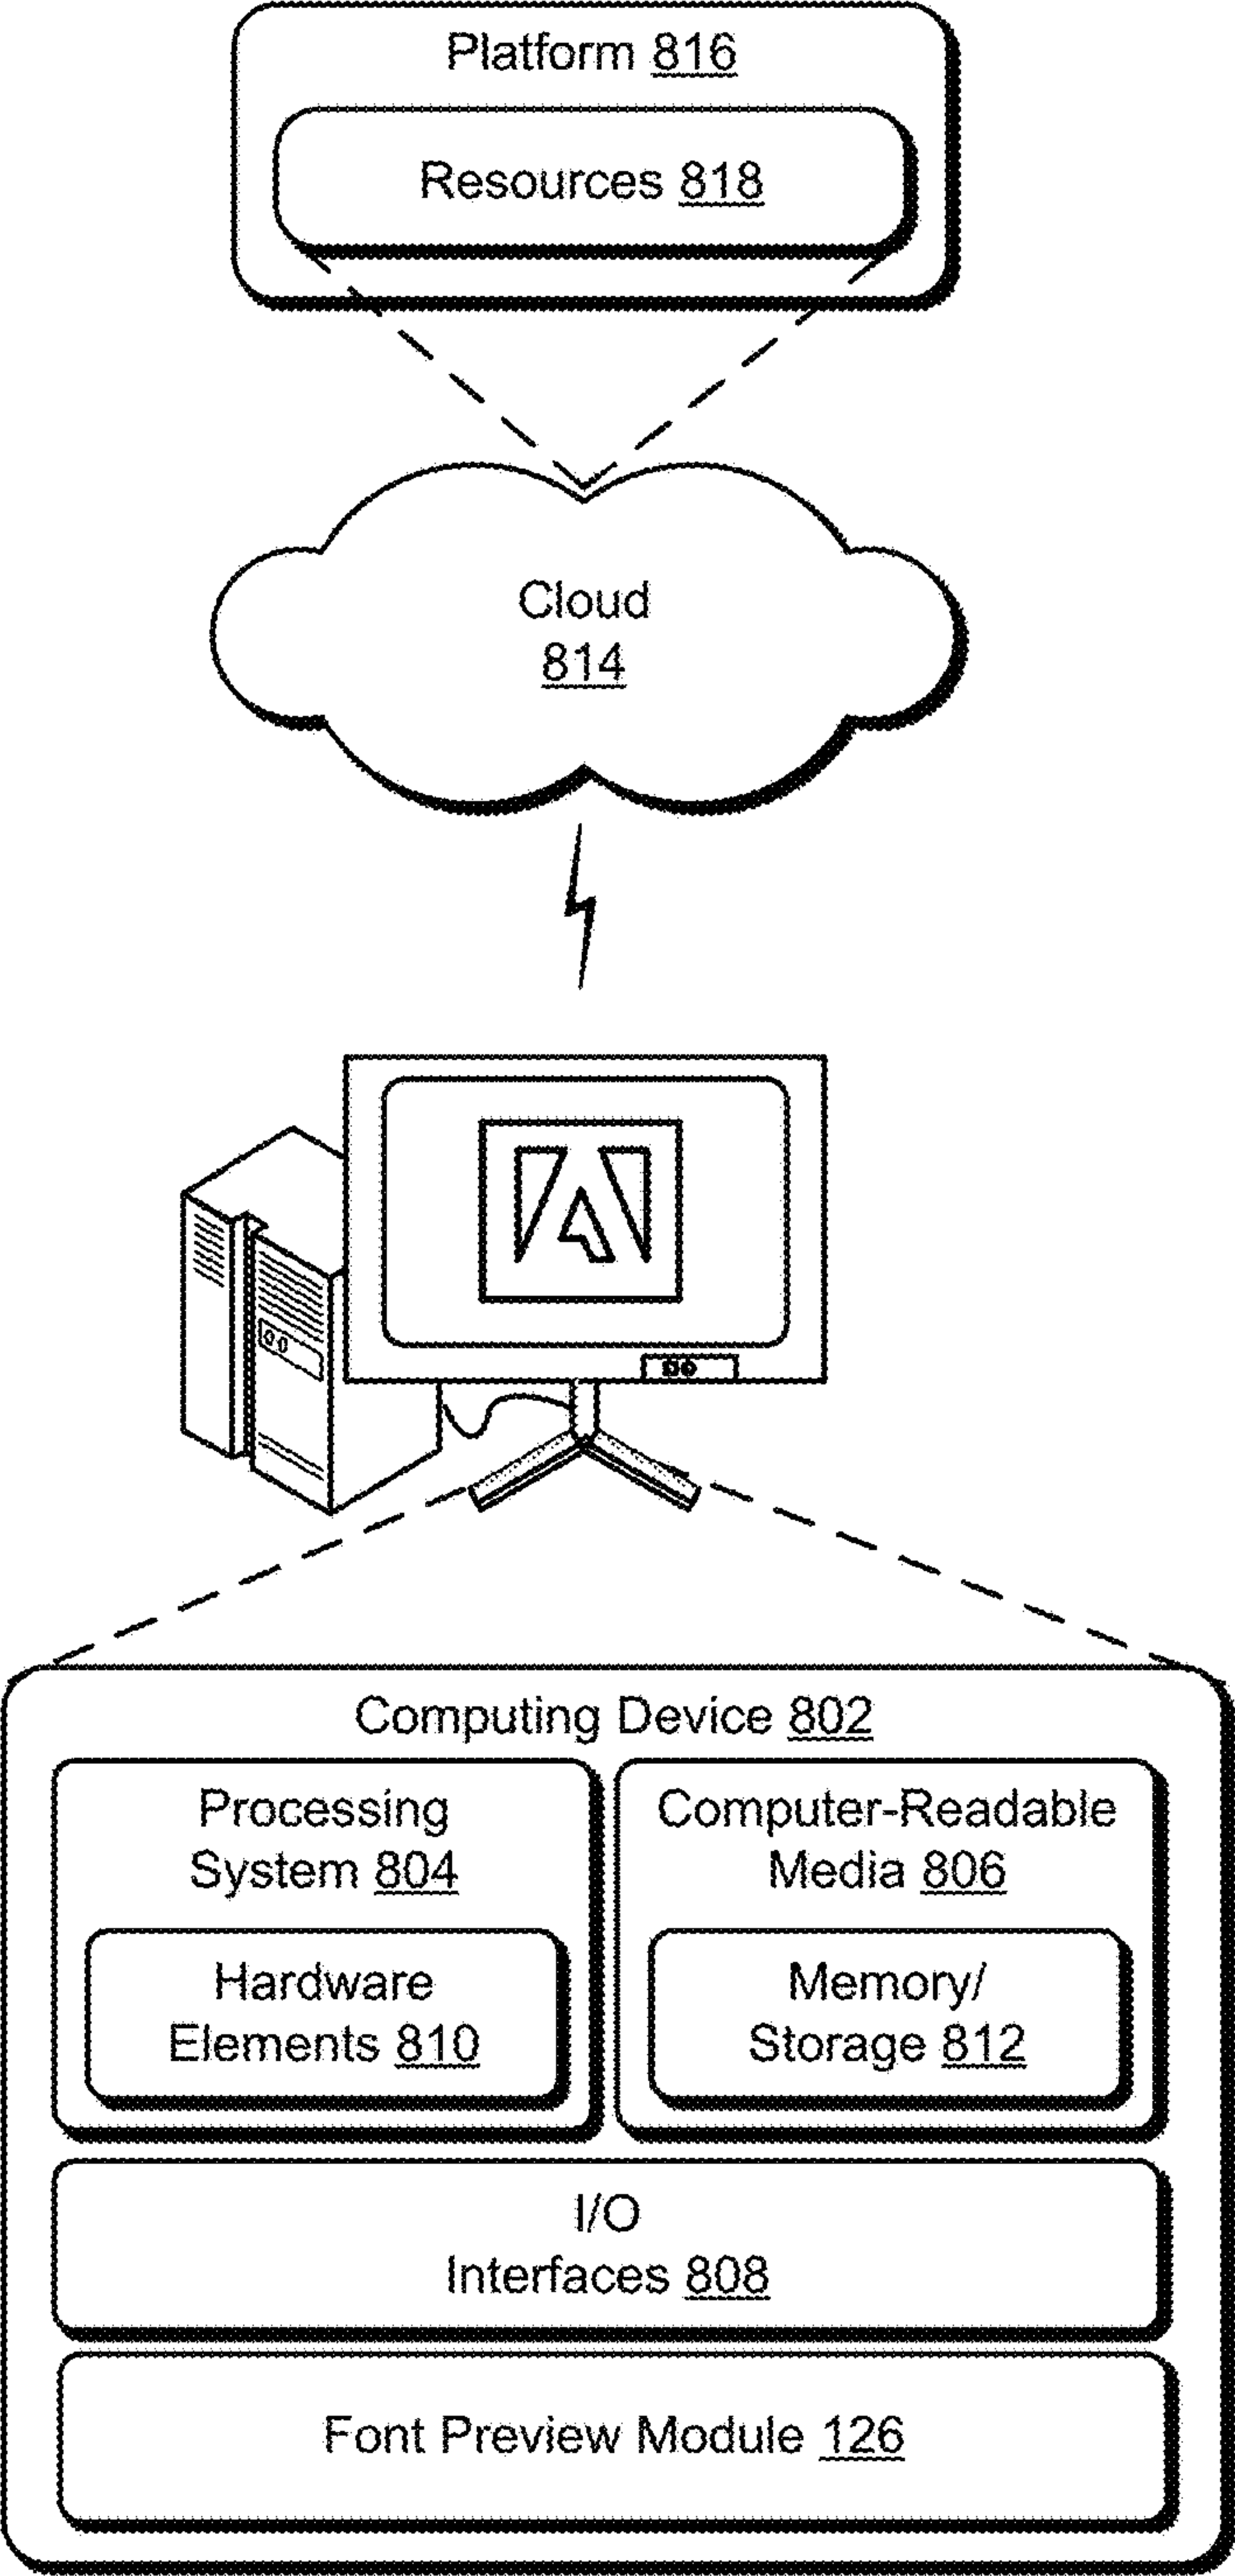 Platform 816
Resources 818
Cloud
814
Computing Device 802
Processing
System 804
Hardware
Elements 810
Computer-Readable
Media 806
Memory/
Storage 812
I/O
Interfaces 808
Font Preview Module 126